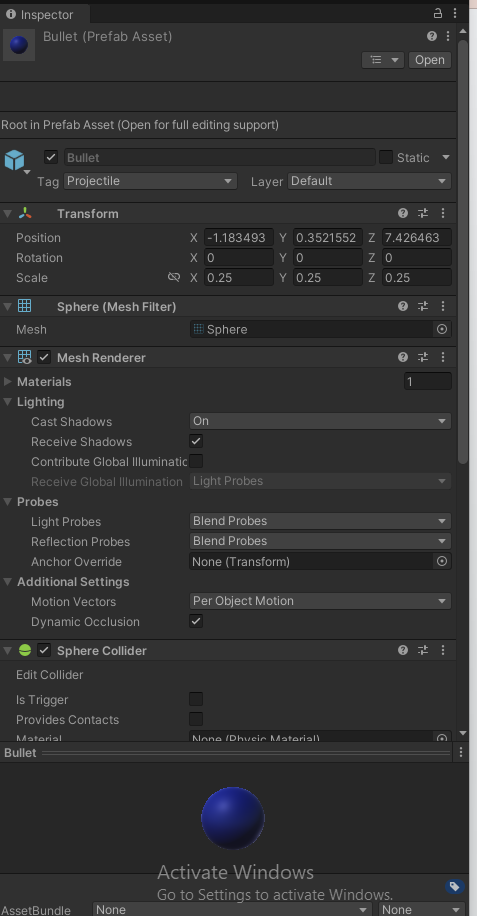 Inspector
Bullet (Prefab Asset)
Open
Root in Prefab Asset (Open for full editing support)
Bullet Static
Tag Projectile Layer Default
Transform
Position X -1.183493 Y 0.3521552 Z 7.426463
Rotation X 0 Y 0 Z 0
Scale X 0.25 Y 0.25 Z 0.25
Sphere (Mesh Filter)
Mesh Sphere
Mesh Renderer
Materials 1
Lighting
Cast Shadows On
Receive Shadows
Contribute Global Illuminatic
Receive Global Illumination Light Probes
Probes
Light Probes Blend Probes
Reflection Probes Blend Probes
Anchor Override None (Transform)
Additional Settings
Motion Vectors Per Object Motion
Dynamic Occlusion
Sphere Collider
Edit Collider
Is Trigger
Provides Contacts
Material None (Physic Material)
Bullet
Activate Windows
Go to Settings to activate Windows.
AssetBundle None None